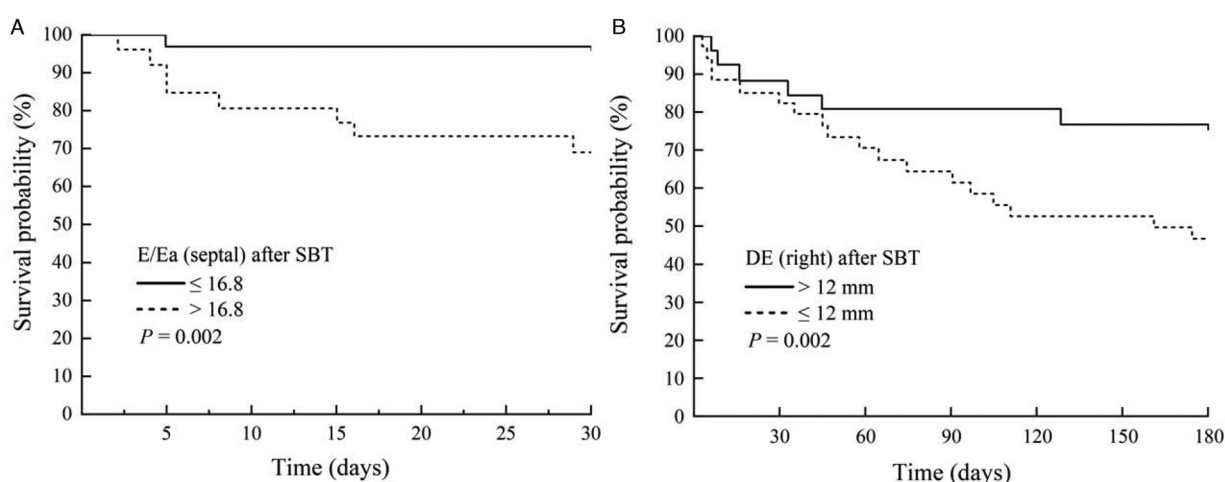 A
Survival probability (%)
100
90
80
70
60
50
40
30
20
10
0
E/Ea (septal) after SBT
≤ 16.8
> 16.8
P = 0.002
5 10 15 20 25 30
Time (days)
B
Survival probability (%)
100
90
80
70
60
50
40
30
20
10
0
DE (right) after SBT
> 12 mm
≤ 12 mm
P = 0.002
30 60 90 120 150 180
Time (days)